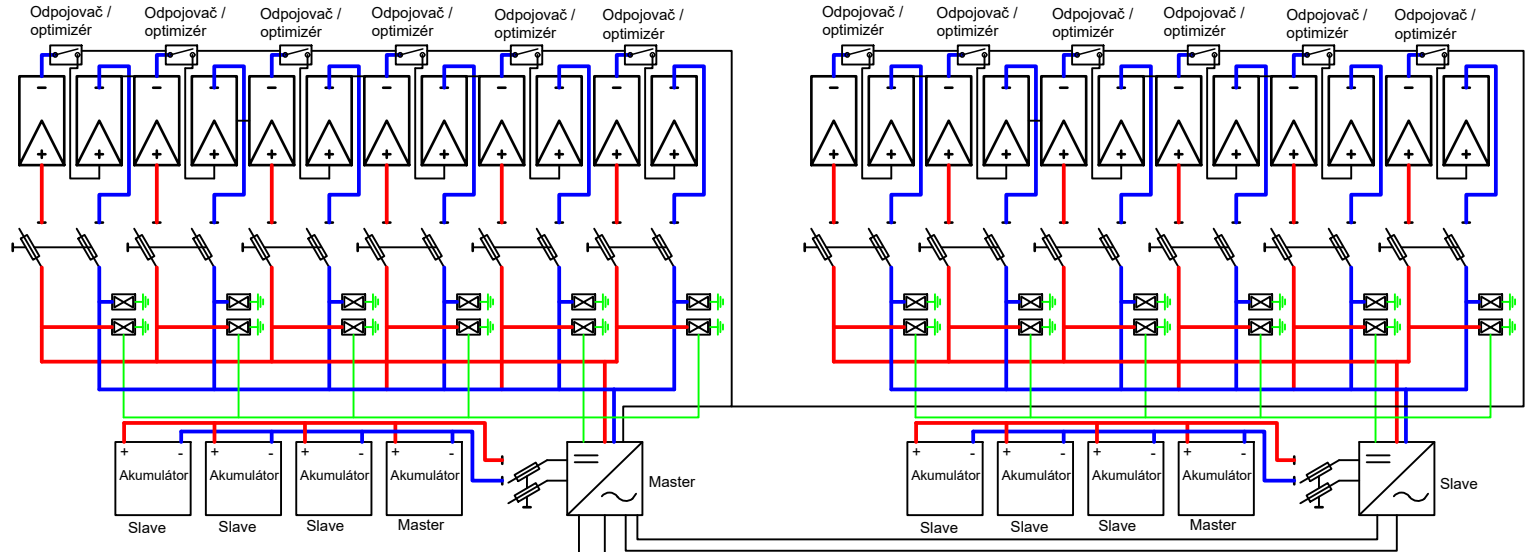 Odpojovač /
optimizér
Odpojovač /
optimizér
Odpojovač /
optimizér
Odpojovač /
optimizér
Odpojovač /
optimizér
Odpojovač /
optimizér
Odpojovač /
optimizér
Odpojovač /
optimizér
Odpojovač /
optimizér
Odpojovač /
optimizér
Odpojovač /
optimizér
Odpojovač /
optimizér
+ -
Akumulátor
Slave
+ -
Akumulátor
Slave
+ -
Akumulátor
Slave
+ -
Akumulátor
Master
Master
+ -
Akumulátor
Slave
+ -
Akumulátor
Slave
+ -
Akumulátor
Slave
+ -
Akumulátor
Master
Slave